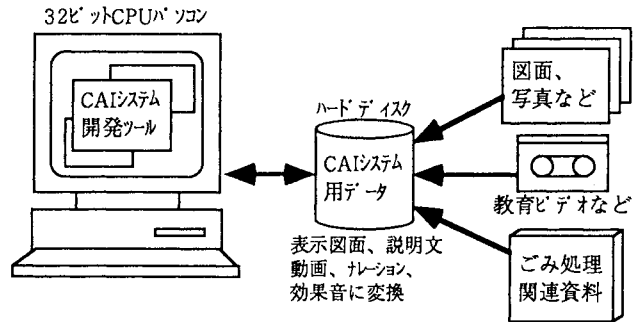 32ビットCPUパソコン
CAIシステム
開発ツール
ハードディスク
CAIシステム
用データ
表示図面、説明文
動画、ナレーション、
効果音に変換
図面、
写真など
教育ビデオなど
ごみ処理
関連資料